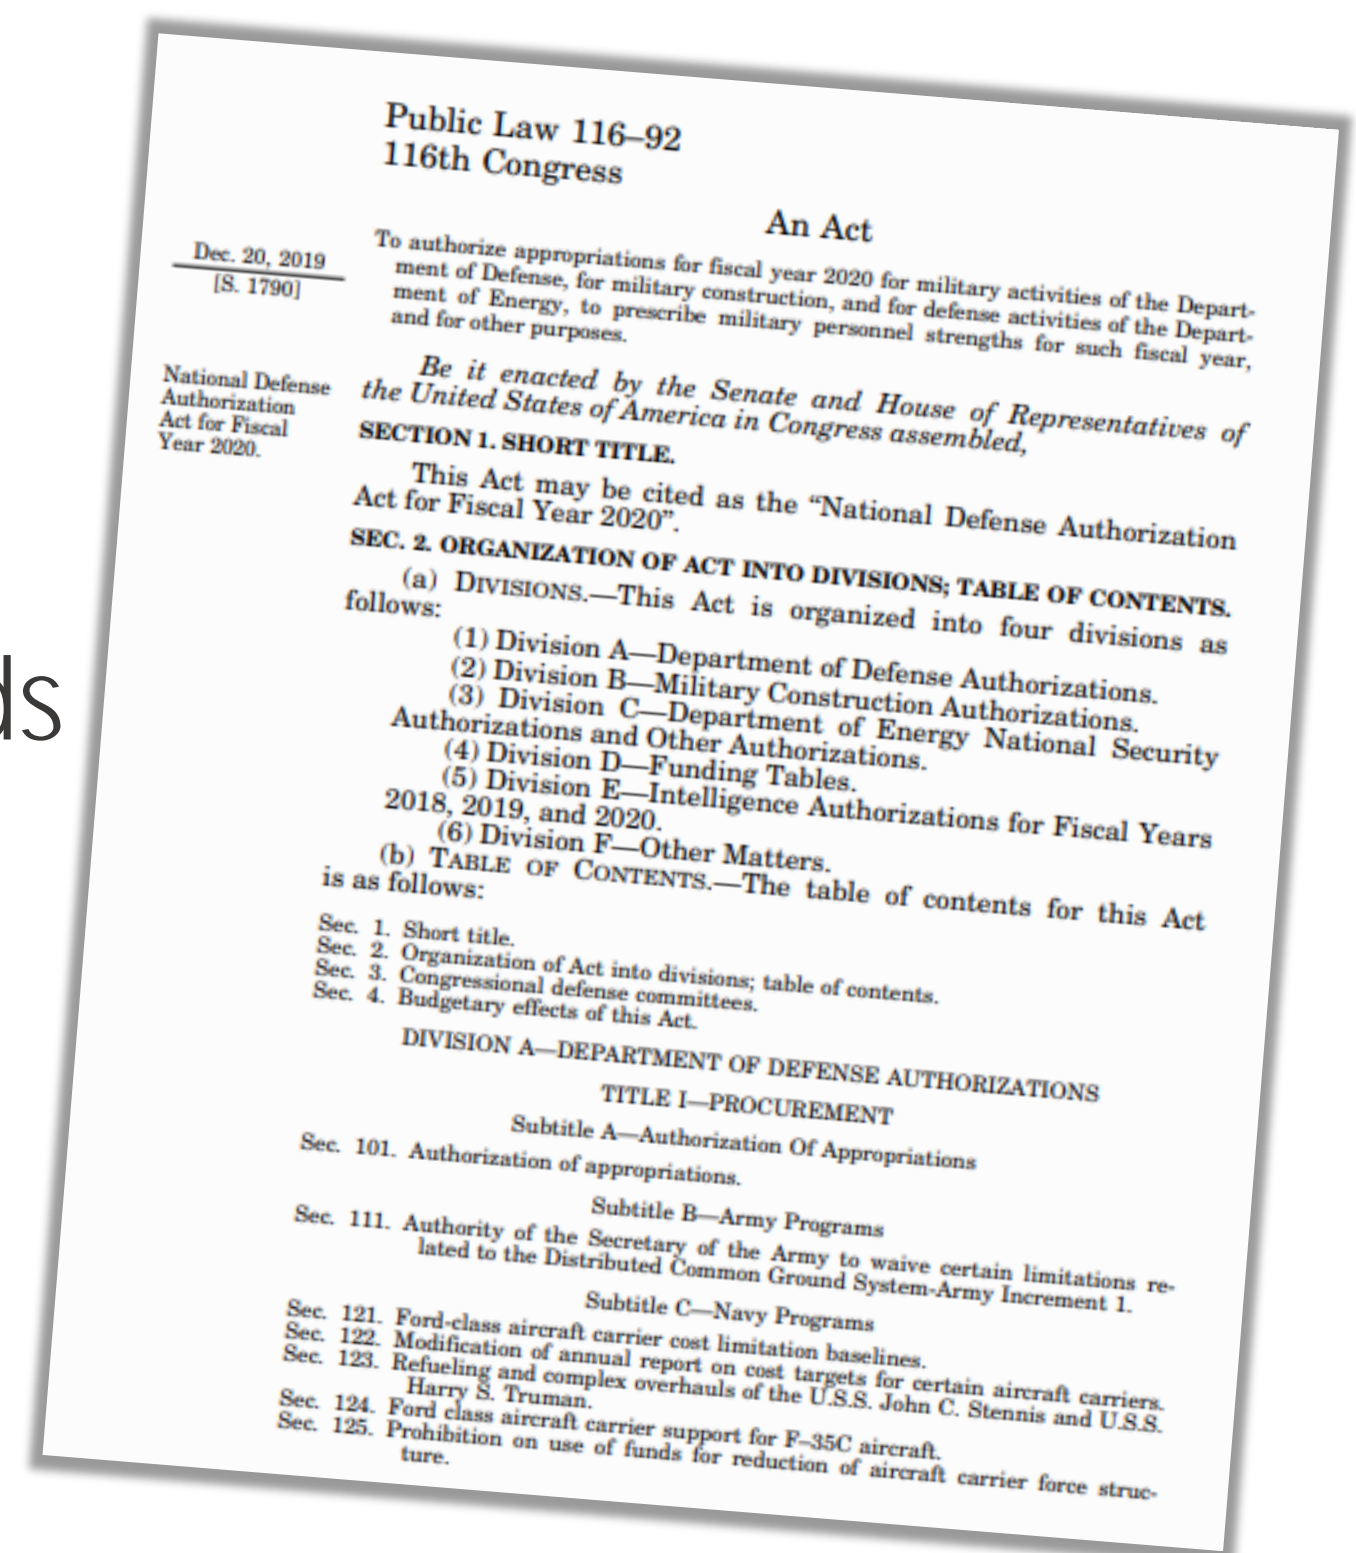 Public Law 116–92
116th Congress
An Act
Dec. 20, 2019
[S. 1790]
To authorize appropriations for fiscal year 2020 for military activities of the Depart-
ment of Defense, for military construction, and for defense activities of the Depart-
ment of Energy, to prescribe military personnel strengths for such fiscal year,
and for other purposes.
Be it enacted by the Senate and House of Representatives of
the United States of America in Congress assembled,
National Defense
Authorization
Act for Fiscal
Year 2020.
SECTION 1. SHORT TITLE.
This Act may be cited as the “National Defense Authorization
Act for Fiscal Year 2020”.
SEC. 2. ORGANIZATION OF ACT INTO DIVISIONS; TABLE OF CONTENTS.
(a) DIVISIONS.—This Act is organized into four divisions as
follows:
(1) Division A—Department of Defense Authorizations.
(2) Division B—Military Construction Authorizations.
(3) Division C—Department of Energy National Security
Authorizations and Other Authorizations.
(4) Division D—Funding Tables.
(5) Division E—Intelligence Authorizations for Fiscal Years
2018, 2019, and 2020.
(6) Division F—Other Matters.
(b) TABLE OF CONTENTS.—The table of contents for this Act
is as follows:
Sec. 1. Short title.
Sec. 2. Organization of Act into divisions; table of contents.
Sec. 3. Congressional defense committees.
Sec. 4. Budgetary effects of this Act.
DIVISION A—DEPARTMENT OF DEFENSE AUTHORIZATIONS
TITLE I—PROCUREMENT
Subtitle A—Authorization Of Appropriations
Sec. 101. Authorization of appropriations.
Subtitle B—Army Programs
Sec. 111. Authority of the Secretary of the Army to waive certain limitations re-
lated to the Distributed Common Ground System-Army Increment 1.
Subtitle C—Navy Programs
Sec. 121. Ford-class aircraft carrier cost limitation baselines.
Sec. 122. Modification of annual report on cost targets for certain aircraft carriers.
Sec. 123. Refueling and complex overhauls of the U.S.S. John C. Stennis and U.S.S.
Harry S. Truman.
Sec. 124. Ford class aircraft carrier support for F–35C aircraft.
Sec. 125. Prohibition on use of funds for reduction of aircraft carrier force struc-
ture.